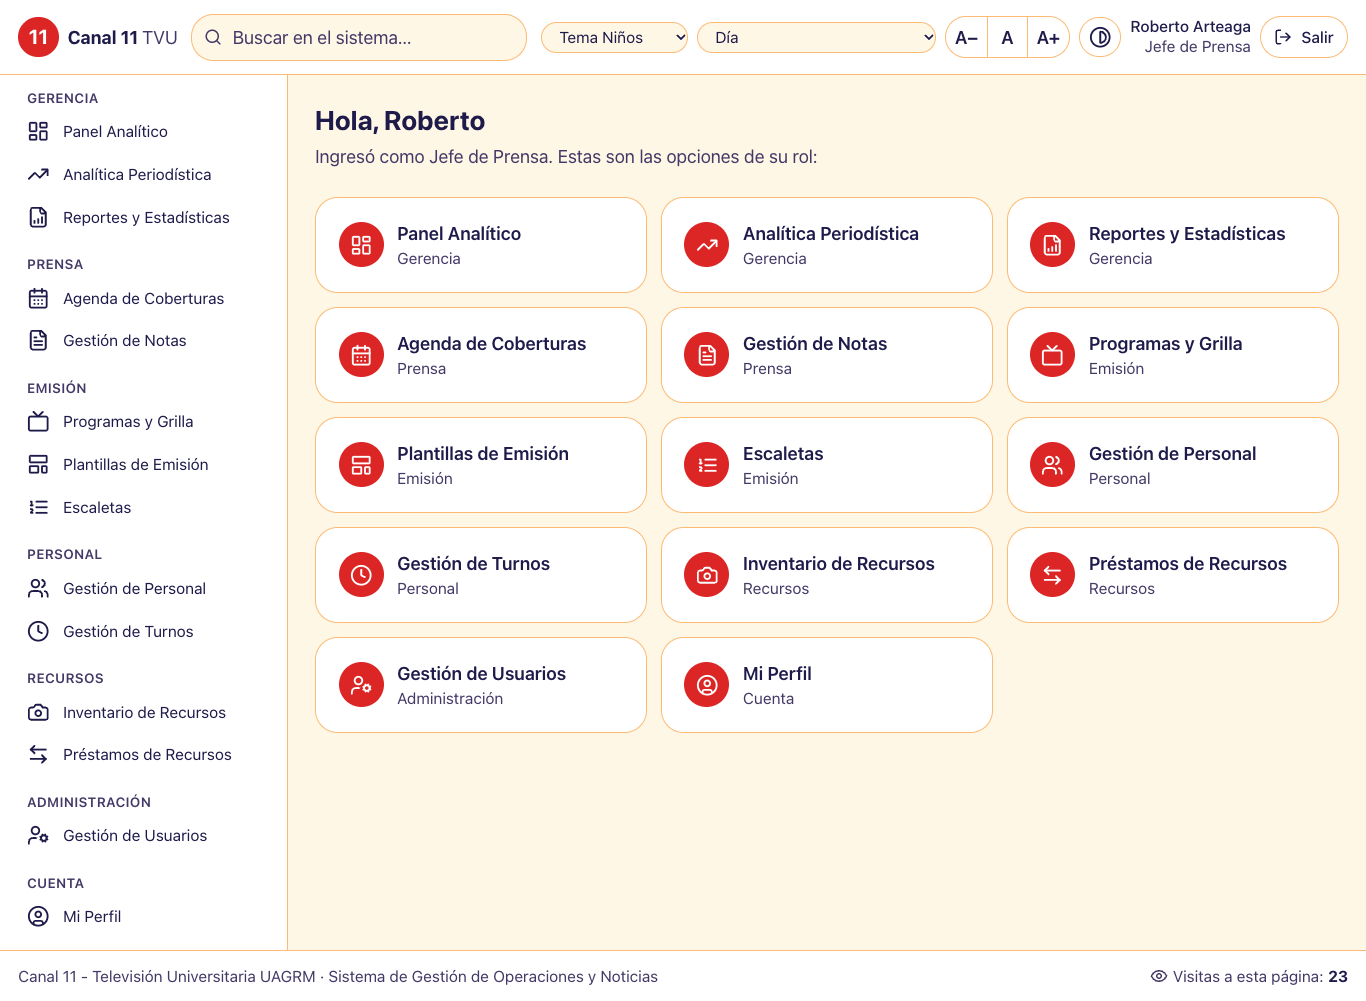 11 Canal 11 TVU
Buscar en el sistema...
Tema Niños
Día
A−
A
A+
Roberto Arteaga
Jefe de Prensa
Salir
GERENCIA
Panel Analítico
Analítica Periodística
Reportes y Estadísticas
PRENSA
Agenda de Coberturas
Gestión de Notas
EMISIÓN
Programas y Grilla
Plantillas de Emisión
Escaletas
PERSONAL
Gestión de Personal
Gestión de Turnos
RECURSOS
Inventario de Recursos
Préstamos de Recursos
ADMINISTRACIÓN
Gestión de Usuarios
CUENTA
Mi Perfil
Hola, Roberto
Ingresó como Jefe de Prensa. Estas son las opciones de su rol:
Panel Analítico
Gerencia
Analítica Periodística
Gerencia
Reportes y Estadísticas
Gerencia
Agenda de Coberturas
Prensa
Gestión de Notas
Prensa
Programas y Grilla
Emisión
Plantillas de Emisión
Emisión
Escaletas
Emisión
Gestión de Personal
Personal
Gestión de Turnos
Personal
Inventario de Recursos
Recursos
Préstamos de Recursos
Recursos
Gestión de Usuarios
Administración
Mi Perfil
Cuenta
Canal 11 - Televisión Universitaria UAGRM · Sistema de Gestión de Operaciones y Noticias
Visitas a esta página: 23